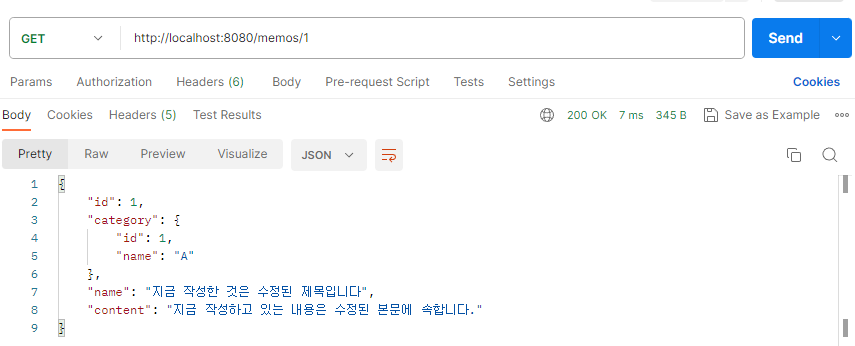 GET http://localhost:8080/memos/1 Send
Params Authorization Headers (6) Body Pre-request Script Tests Settings Cookies
Body Cookies Headers (5) Test Results 200 OK 7 ms 345 B Save as Example
Pretty Raw Preview Visualize JSON
1 {
2 "id": 1,
3 "category": {
4 "id": 1,
5 "name": "A"
6 },
7 "name": "지금 작성한 것은 수정된 제목입니다",
8 "content": "지금 작성하고 있는 내용은 수정된 본문에 속합니다."
9 }